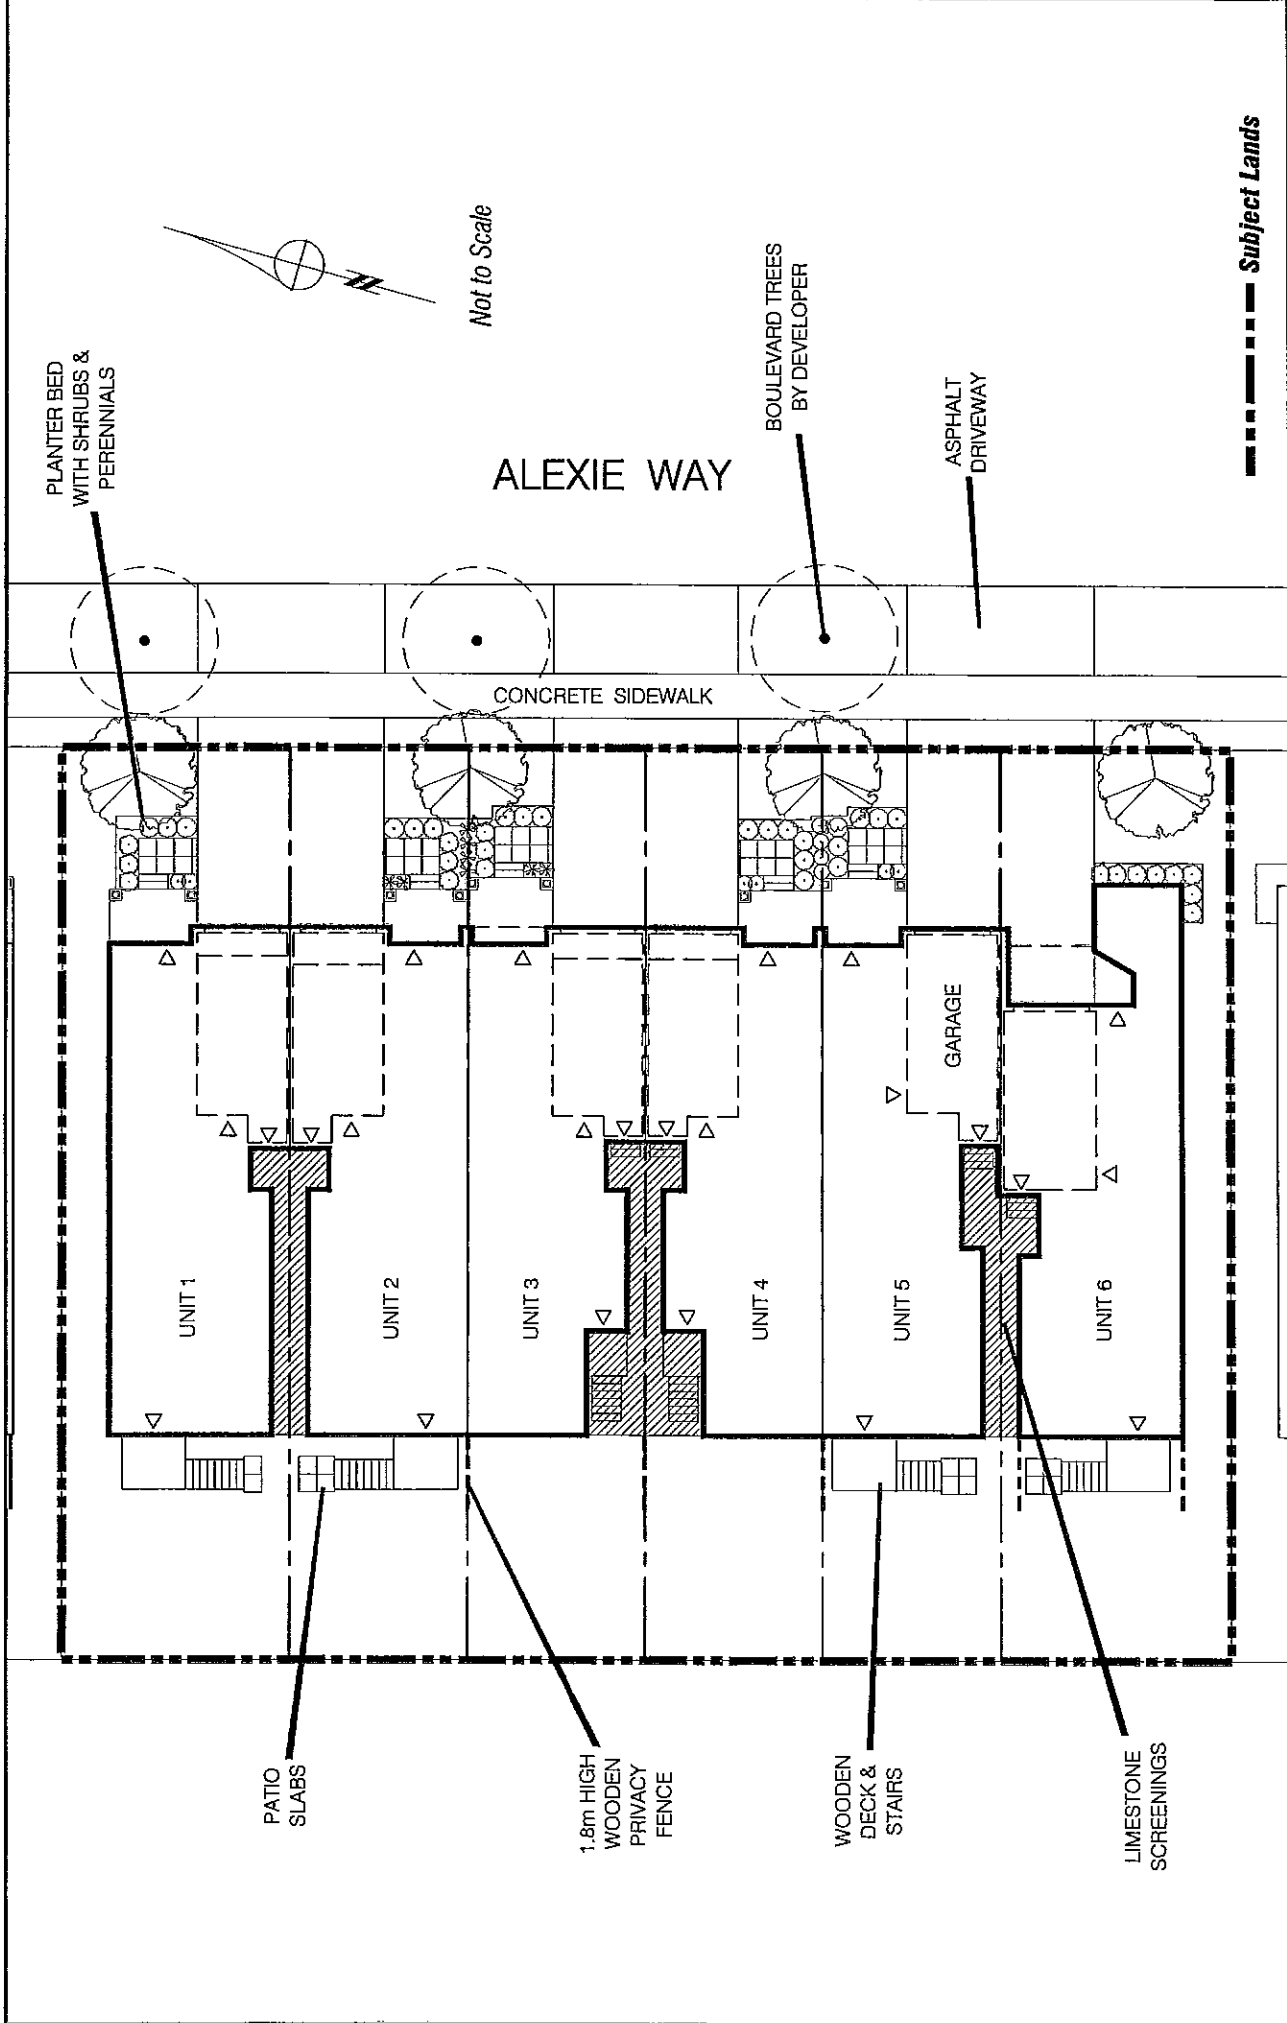 PLANTER BED
WITH SHRUBS &
PERENNIALS
Not to Scale
BOULEVARD TREES
BY DEVELOPER
ASPHALT
DRIVEWAY
Subject Lands
ALEXIE WAY
CONCRETE SIDEWALK
GARAGE
UNIT 1
UNIT 2
UNIT 3
UNIT 4
UNIT 5
UNIT 6
PATIO
SLABS
1.8m HIGH
WOODEN
PRIVACY
FENCE
WOODEN
DECK &
STAIRS
LIMESTONE
SCREENINGS